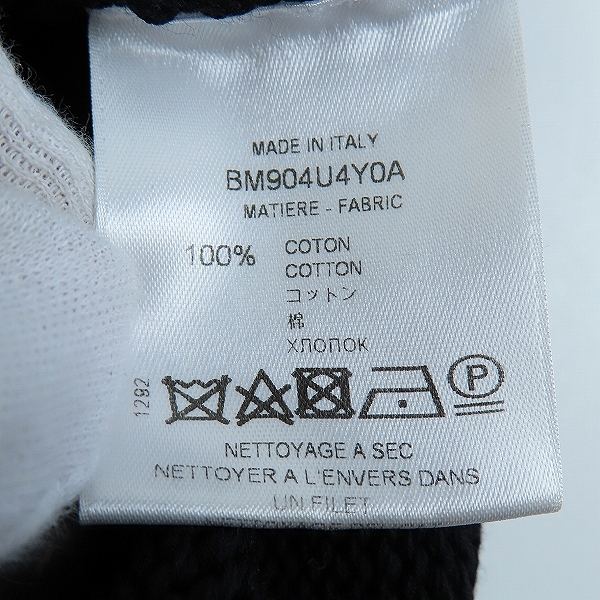 MADE IN ITALY
BM904U4Y0A
MATIERE - FABRIC
100% COTON
COTTON
コットン
棉
ХЛОПОК
1292
P
NETTOYAGE A SEC
NETTOYER A L'ENVERS DANS
UN FILET